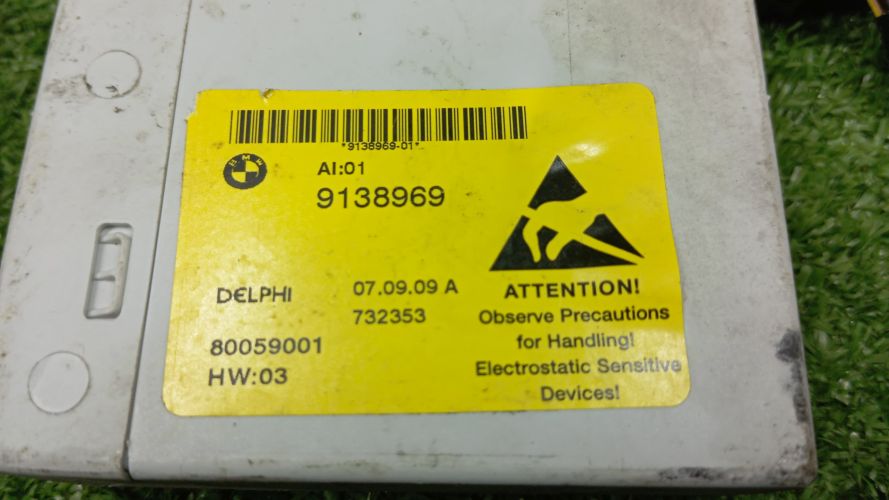 *9138969-01*
BMW
AI:01
9138969
DELPHI
07.09.09 A
732353
80059001
HW:03
ATTENTION!
Observe Precautions
for Handling!
Electrostatic Sensitive
Devices!